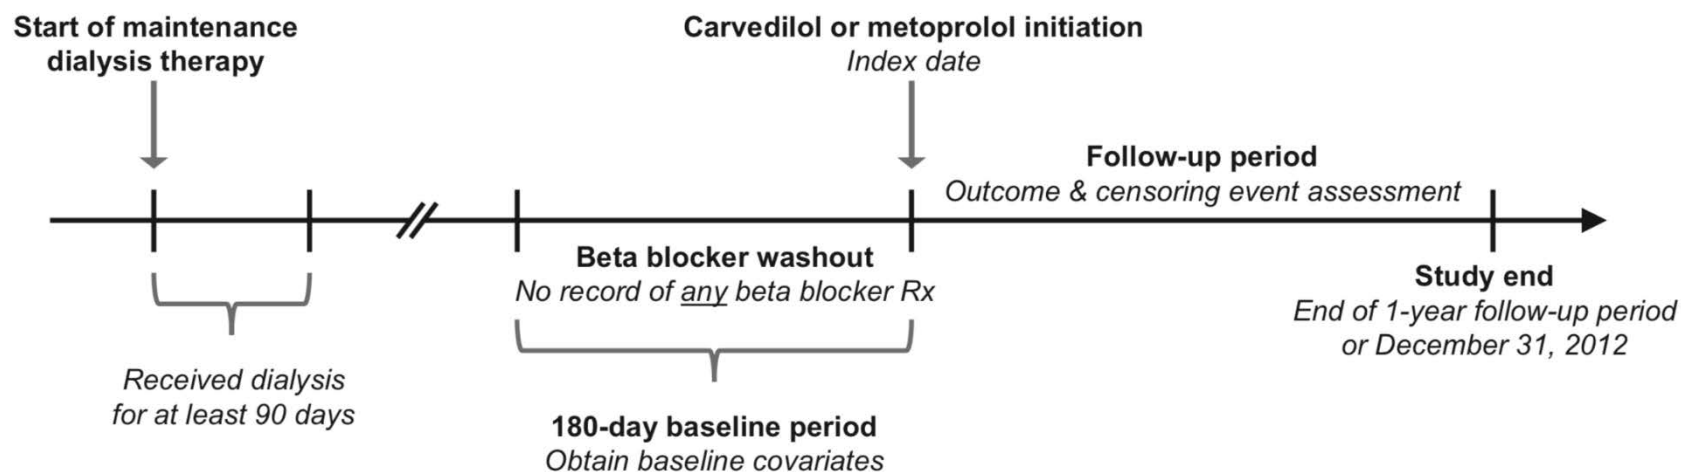 Start of maintenance
dialysis therapy
Carvedilol or metoprolol initiation
Index date
Follow-up period
Outcome & censoring event assessment
Beta blocker washout
No record of any beta blocker Rx
Study end
End of 1-year follow-up period
or December 31, 2012
Received dialysis
for at least 90 days
180-day baseline period
Obtain baseline covariates